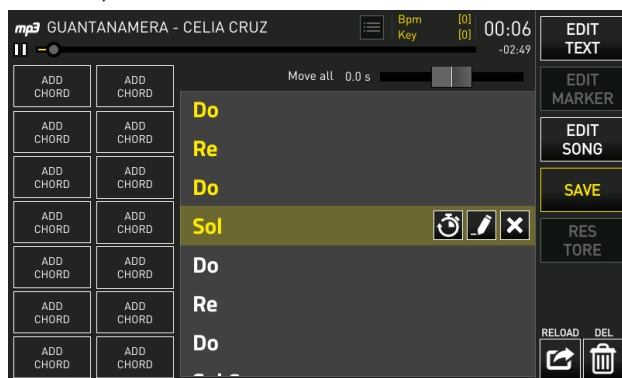 mp3 GUANTANAMERA - CELIA CRUZ
Bpm [0]
Key [0]
00:06
-02:49
EDIT
TEXT
Move all 0.0 s
ADD
CHORD
ADD
CHORD
ADD
CHORD
ADD
CHORD
ADD
CHORD
ADD
CHORD
ADD
CHORD
ADD
CHORD
ADD
CHORD
ADD
CHORD
ADD
CHORD
ADD
CHORD
ADD
CHORD
ADD
CHORD
Do
Re
Do
Sol
Do
Re
Do
EDIT
MARKER
EDIT
SONG
SAVE
RES
TORE
RELOAD DEL